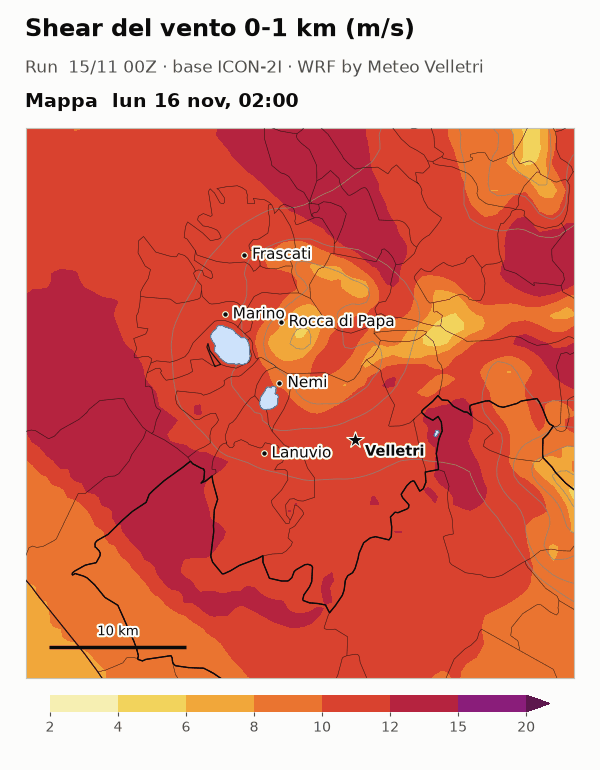 Shear del vento 0-1 km (m/s)
Run  15/11 00Z · base ICON-2I · WRF by Meteo Velletri
Mappa  lun 16 nov, 02:00
Frascati
Marino
Rocca di Papa
Nemi
Velletri
Lanuvio
10 km
2 4 6 8 10 12 15 20